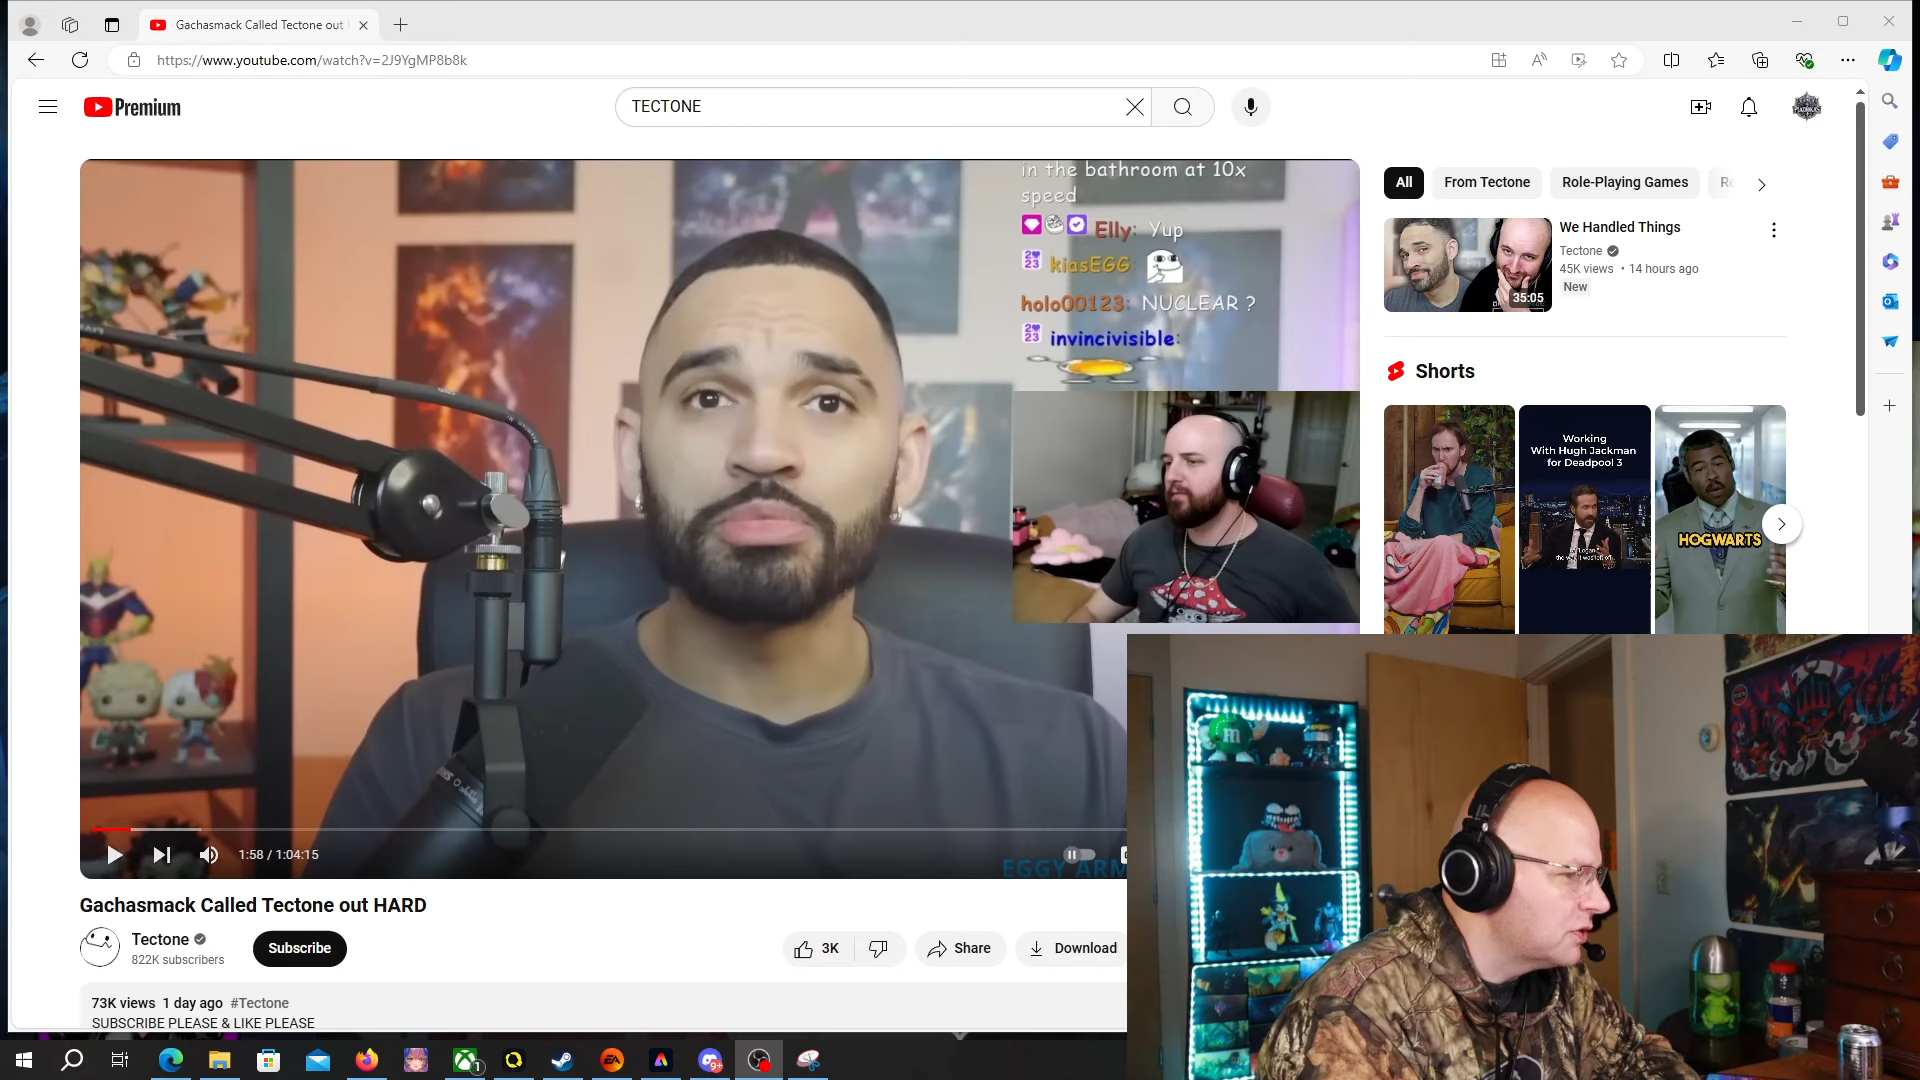 Gachasmack Called Tectone out
https://www.youtube.com/watch?v=2J9YgMP8b8k
Premium
TECTONE
in the bathroom at 10x
speed
Elly: Yup
kiasEGG:
holo00123: NUCLEAR ?
invincivisible:
1:58 / 1:04:15
EGGY ARM
Gachasmack Called Tectone out HARD
Tectone
822K subscribers
Subscribe
3K
Share
Download
73K views 1 day ago #Tectone
SUBSCRIBE PLEASE & LIKE PLEASE
All
From Tectone
Role-Playing Games
Re
We Handled Things
Tectone
45K views • 14 hours ago
New
35:05
Shorts
Working
With Hugh Jackman
for Deadpool 3
HOGWARTS